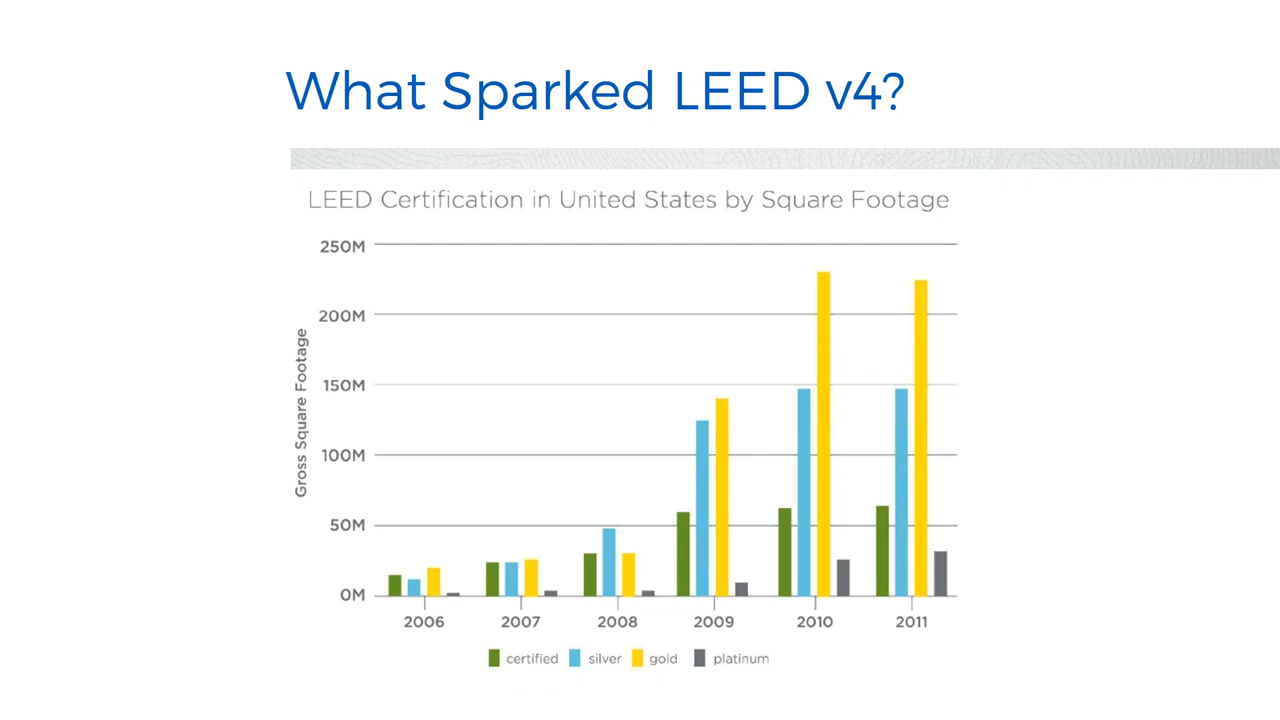 What Sparked LEED v4?
LEED Certification in United States by Square Footage
250M
200M
150M
100M
50M
0M
Gross Square Footage
2006 2007 2008 2009 2010 2011
certified silver gold platinum